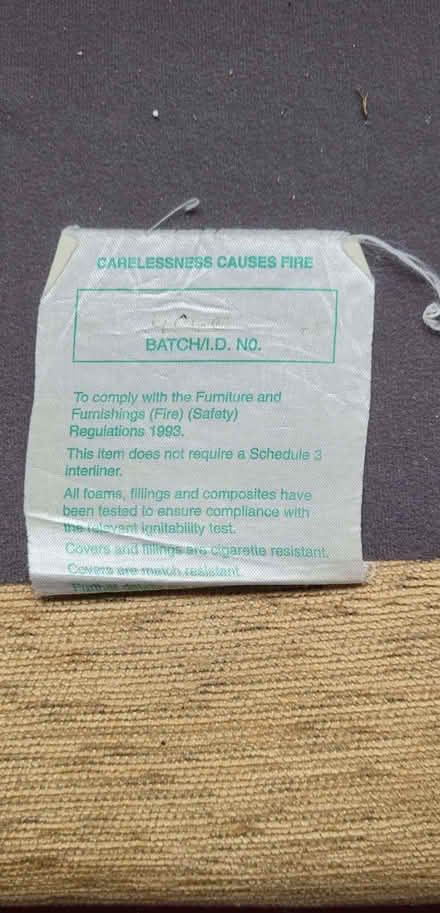 CARELESSNESS CAUSES FIRE
BATCH/I.D. N0.
To comply with the Furniture and
Furnishings (Fire) (Safety)
Regulations 1993.
This item does not require a Schedule 3
interliner.
All foams, fillings and composites have
been tested to ensure compliance with
the relevant ignitability test.
Covers and fillings are cigarette resistant.
Covers are match resistant.
Further